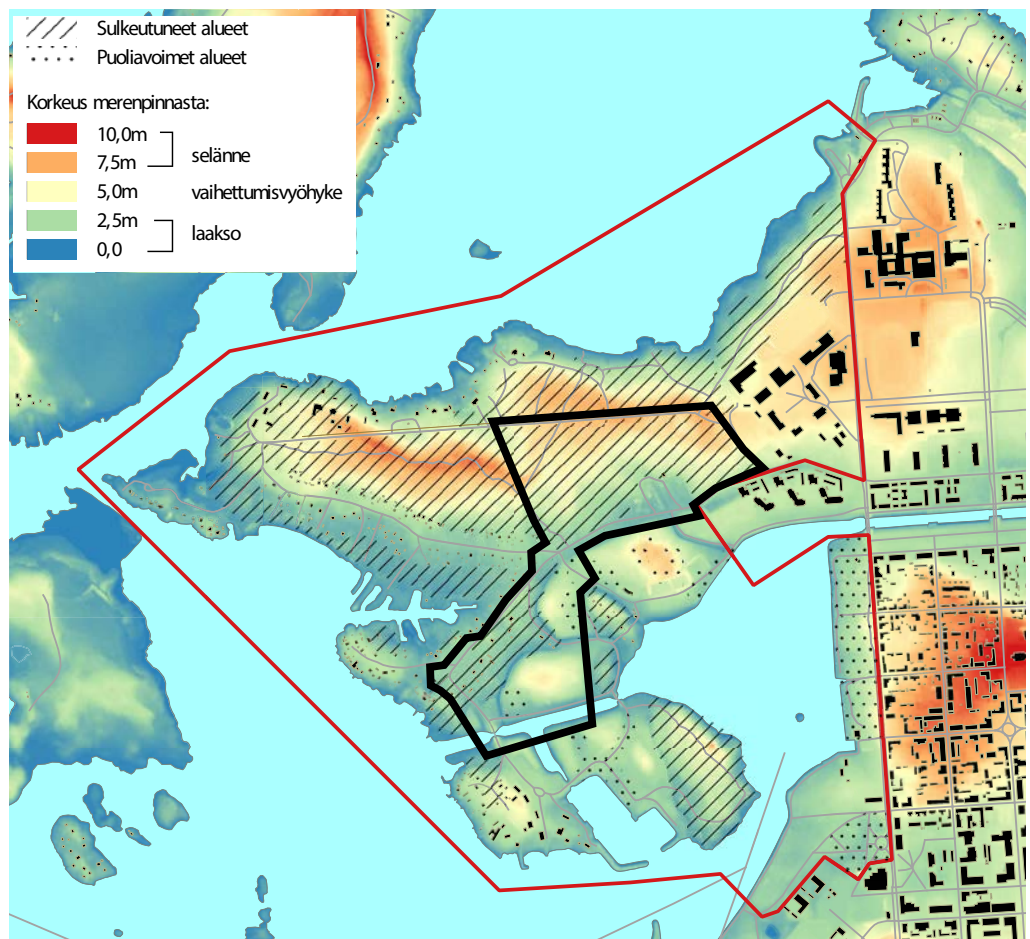 Sulkeutuneet alueet
Puoliavoimet alueet
Korkeus merenpinnasta:
10,0m
7,5m
selänne
5,0m
vaihettumisvyöhyke
2,5m
laakso
0,0